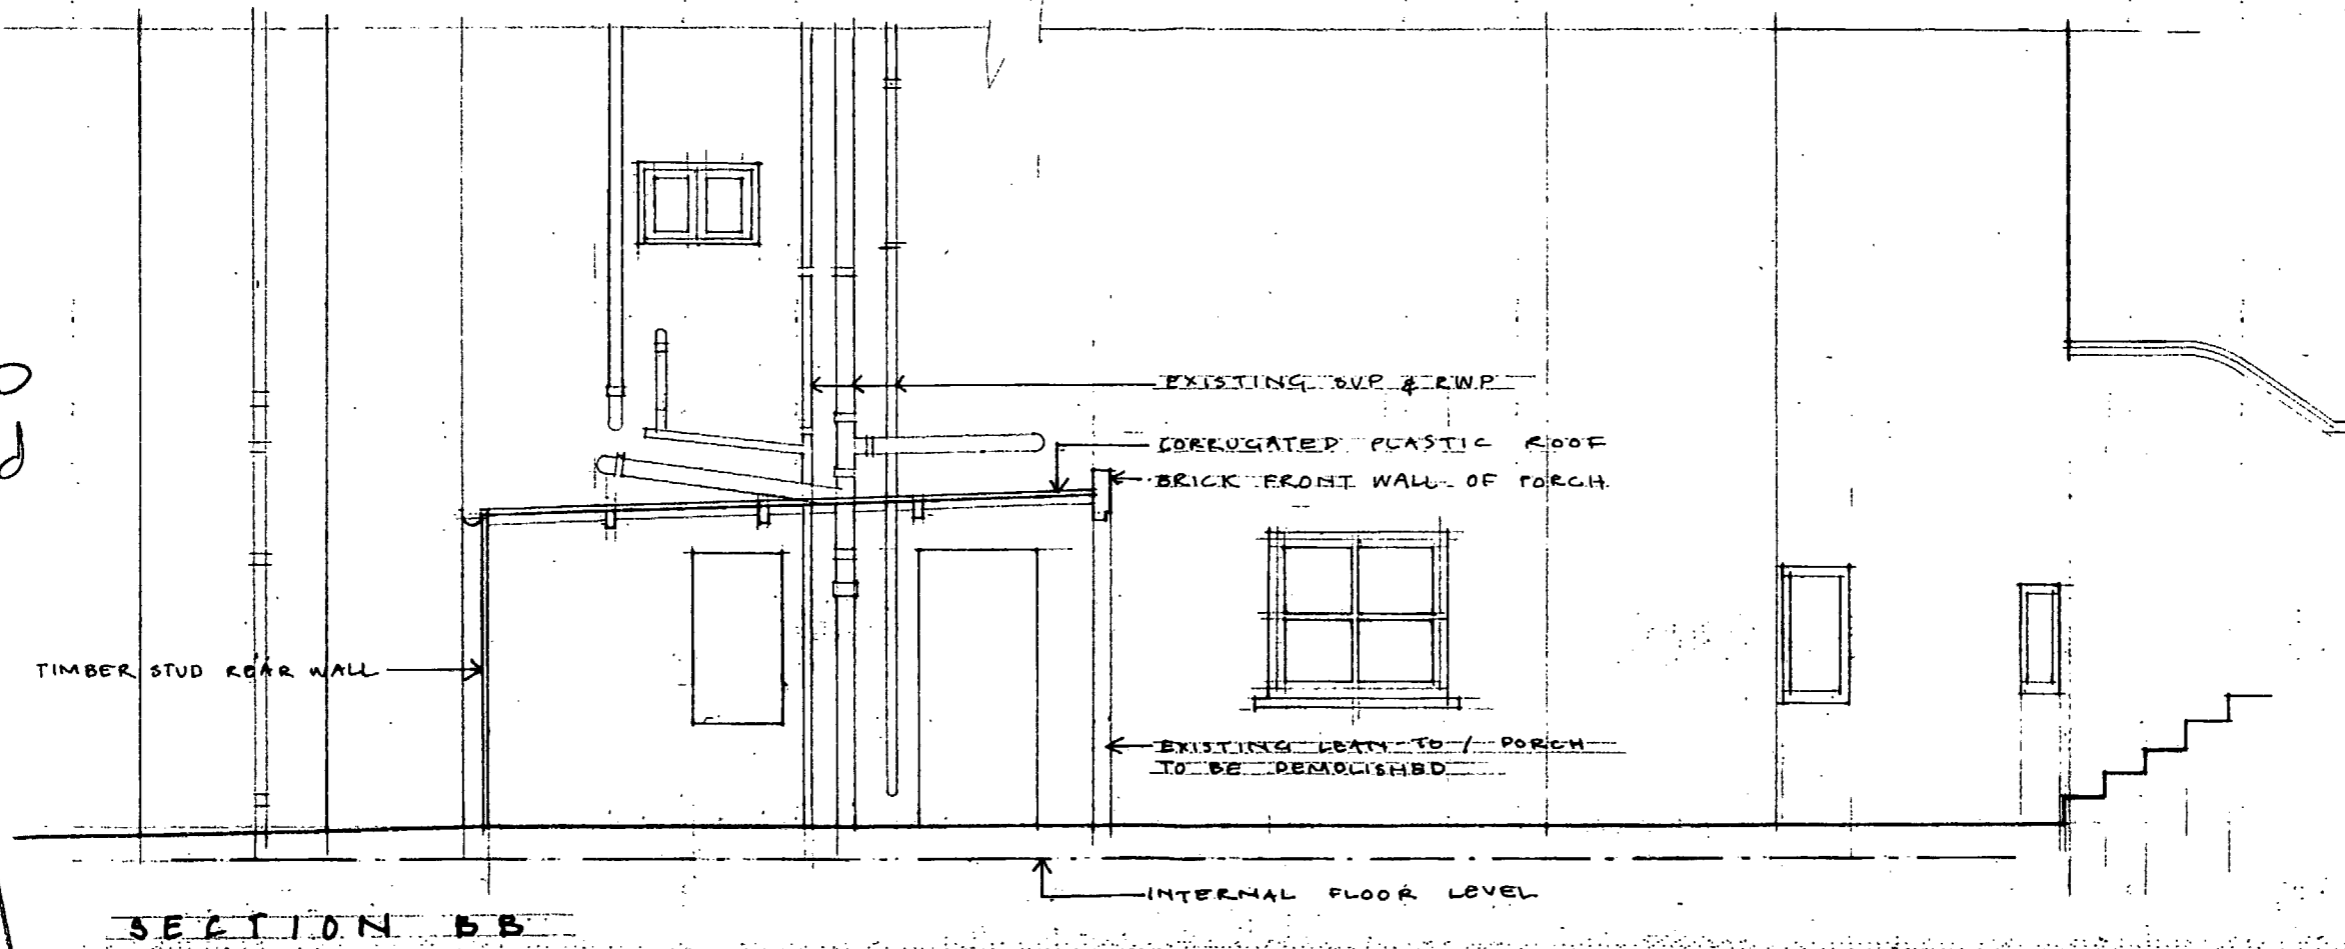 EXISTING SVP & RWP
CORRUGATED PLASTIC ROOF
BRICK FRONT WALL OF PORCH.
TIMBER STUD REAR WALL
EXISTING LEAN-TO / PORCH
TO BE DEMOLISHED
INTERNAL FLOOR LEVEL
SECTION BB